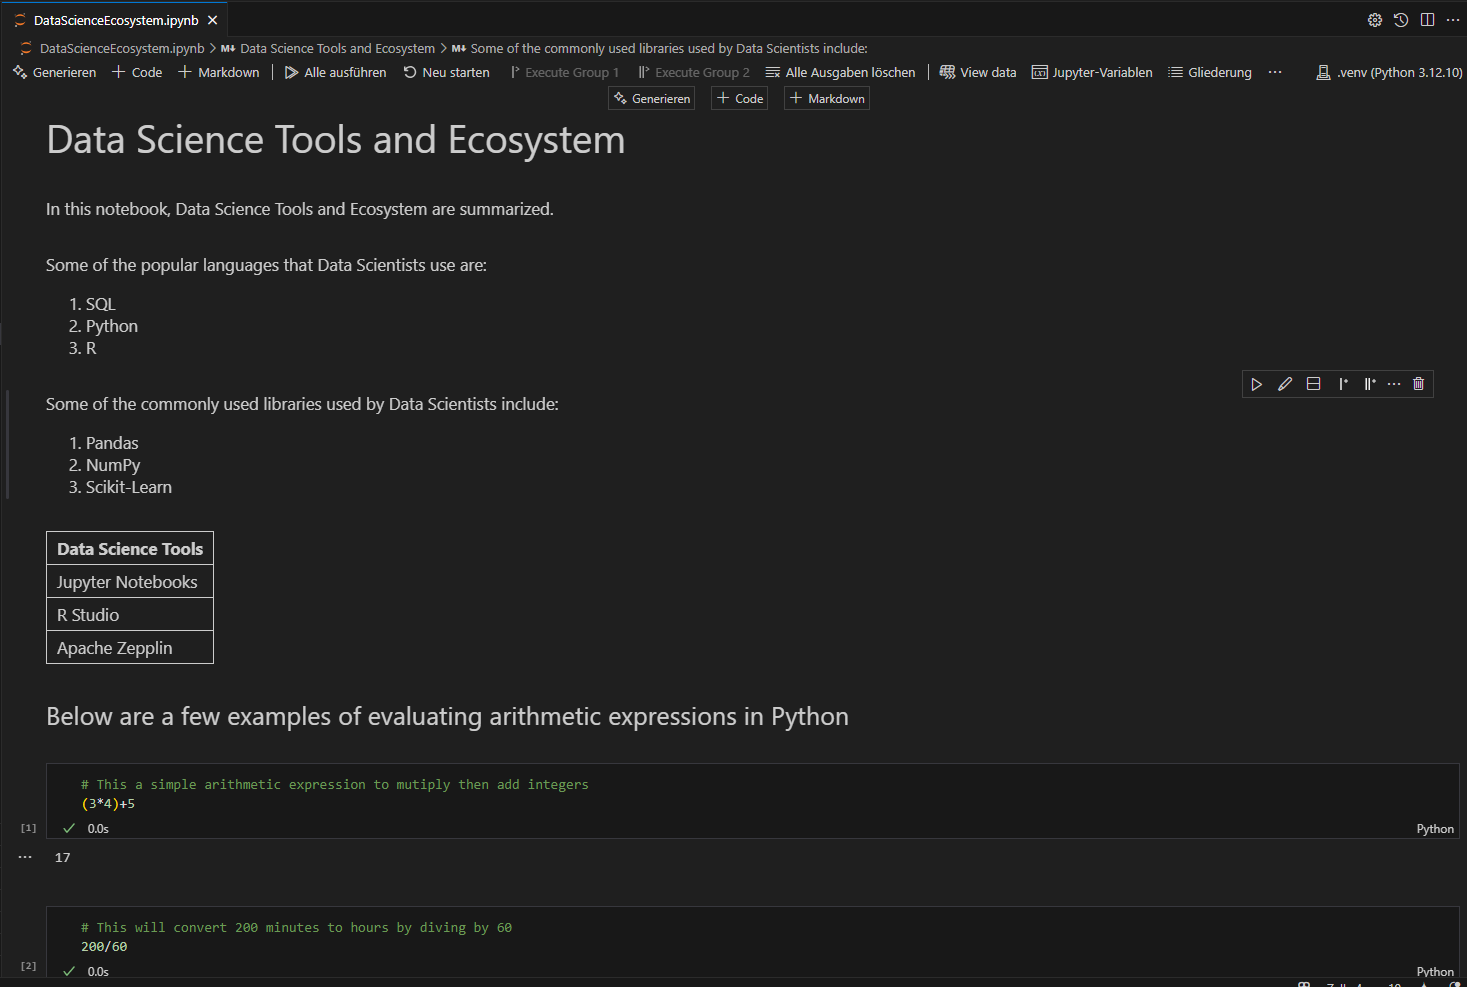 DataScienceEcosystem.ipynb
DataScienceEcosystem.ipynb > M↓ Data Science Tools and Ecosystem > M↓ Some of the commonly used libraries used by Data Scientists include:
Generieren + Code + Markdown | Alle ausführen Neu starten Execute Group 1 Execute Group 2 Alle Ausgaben löschen | View data Jupyter-Variablen Gliederung ... .venv (Python 3.12.10)
Generieren + Code + Markdown
Data Science Tools and Ecosystem
In this notebook, Data Science Tools and Ecosystem are summarized.
Some of the popular languages that Data Scientists use are:
1. SQL
2. Python
3. R
Some of the commonly used libraries used by Data Scientists include:
1. Pandas
2. NumPy
3. Scikit-Learn
Data Science Tools
Jupyter Notebooks
R Studio
Apache Zepplin
Below are a few examples of evaluating arithmetic expressions in Python
# This a simple arithmetic expression to mutiply then add integers
(3*4)+5
[1] ✓ 0.0s Python
... 17
# This will convert 200 minutes to hours by diving by 60
200/60
[2] ✓ 0.0s Python